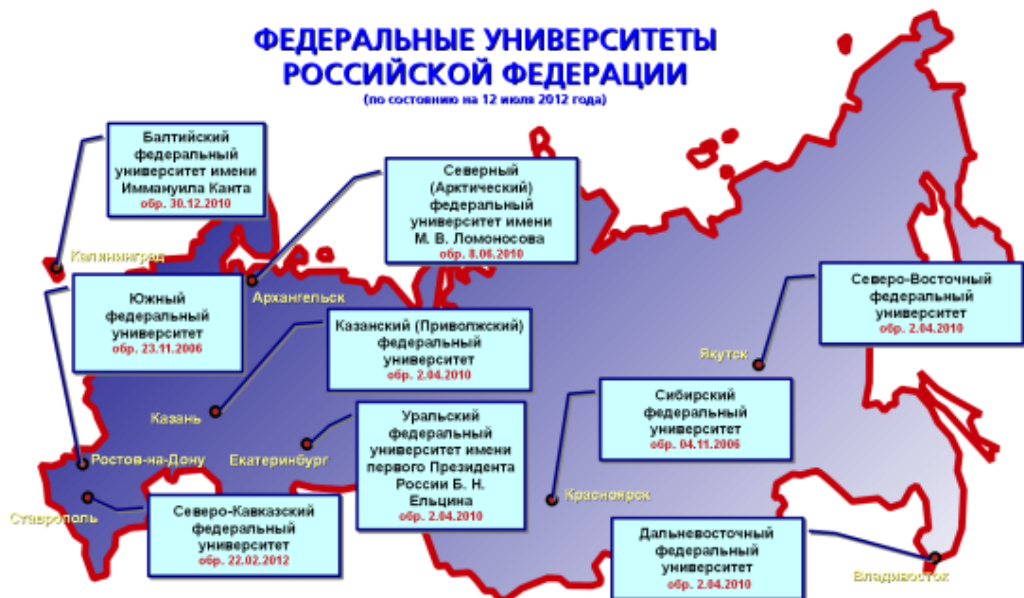 ФЕДЕРАЛЬНЫЕ УНИВЕРСИТЕТЫ
РОССИЙСКОЙ ФЕДЕРАЦИИ
(по состоянию на 12 июля 2012 года)
Балтийский
федеральный
университет имени
Иммануила Канта
обр. 30.12.2010
Калининград
Северный
(Арктический)
федеральный
университет имени
М. В. Ломоносова
обр. 8.06.2010
Архангельск
Южный
федеральный
университет
обр. 23.11.2006
Ростов-на-Дону
Казанский (Приволжский)
федеральный
университет
обр. 2.04.2010
Казань
Северо-Восточный
федеральный
университет
обр. 2.04.2010
Якутск
Уральский
федеральный
университет имени
первого Президента
России Б. Н.
Ельцина
обр. 2.04.2010
Екатеринбург
Сибирский
федеральный
университет
обр. 04.11.2006
Красноярск
Ставрополь
Северо-Кавказский
федеральный
университет
обр. 22.02.2012
Дальневосточный
федеральный
университет
обр. 2.04.2010
Владивосток